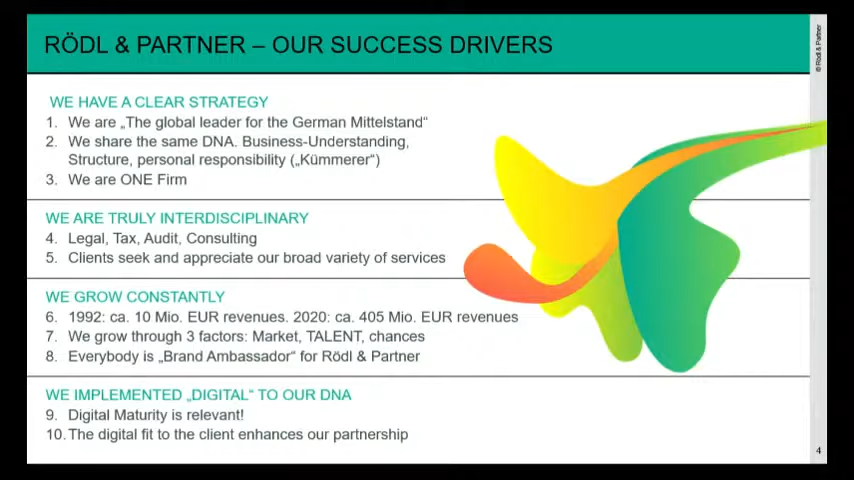 RÖDL & PARTNER – OUR SUCCESS DRIVERS
© Rödl & Partner
WE HAVE A CLEAR STRATEGY
1. We are „The global leader for the German Mittelstand“
2. We share the same DNA. Business-Understanding,
Structure, personal responsibility („Kümmerer“)
3. We are ONE Firm
WE ARE TRULY INTERDISCIPLINARY
4. Legal, Tax, Audit, Consulting
5. Clients seek and appreciate our broad variety of services
WE GROW CONSTANTLY
6. 1992: ca. 10 Mio. EUR revenues. 2020: ca. 405 Mio. EUR revenues
7. We grow through 3 factors: Market, TALENT, chances
8. Everybody is „Brand Ambassador“ for Rödl & Partner
WE IMPLEMENTED „DIGITAL“ TO OUR DNA
9. Digital Maturity is relevant!
10. The digital fit to the client enhances our partnership
4